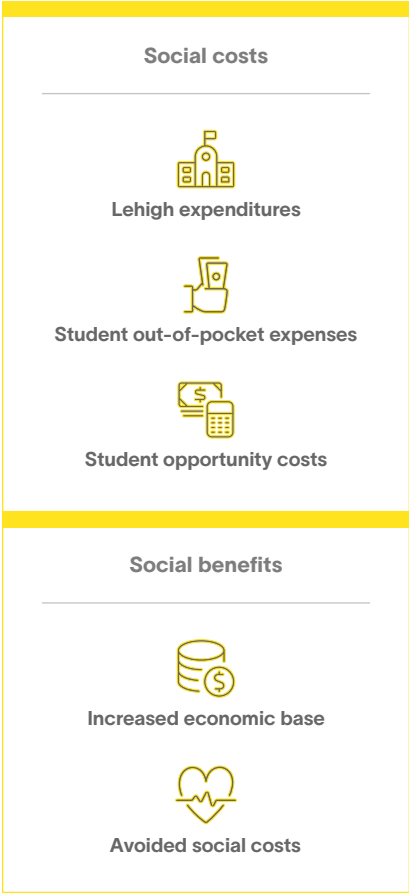 Social costs
Lehigh expenditures
Student out-of-pocket expenses
$
Student opportunity costs
Social benefits
$
Increased economic base
Avoided social costs